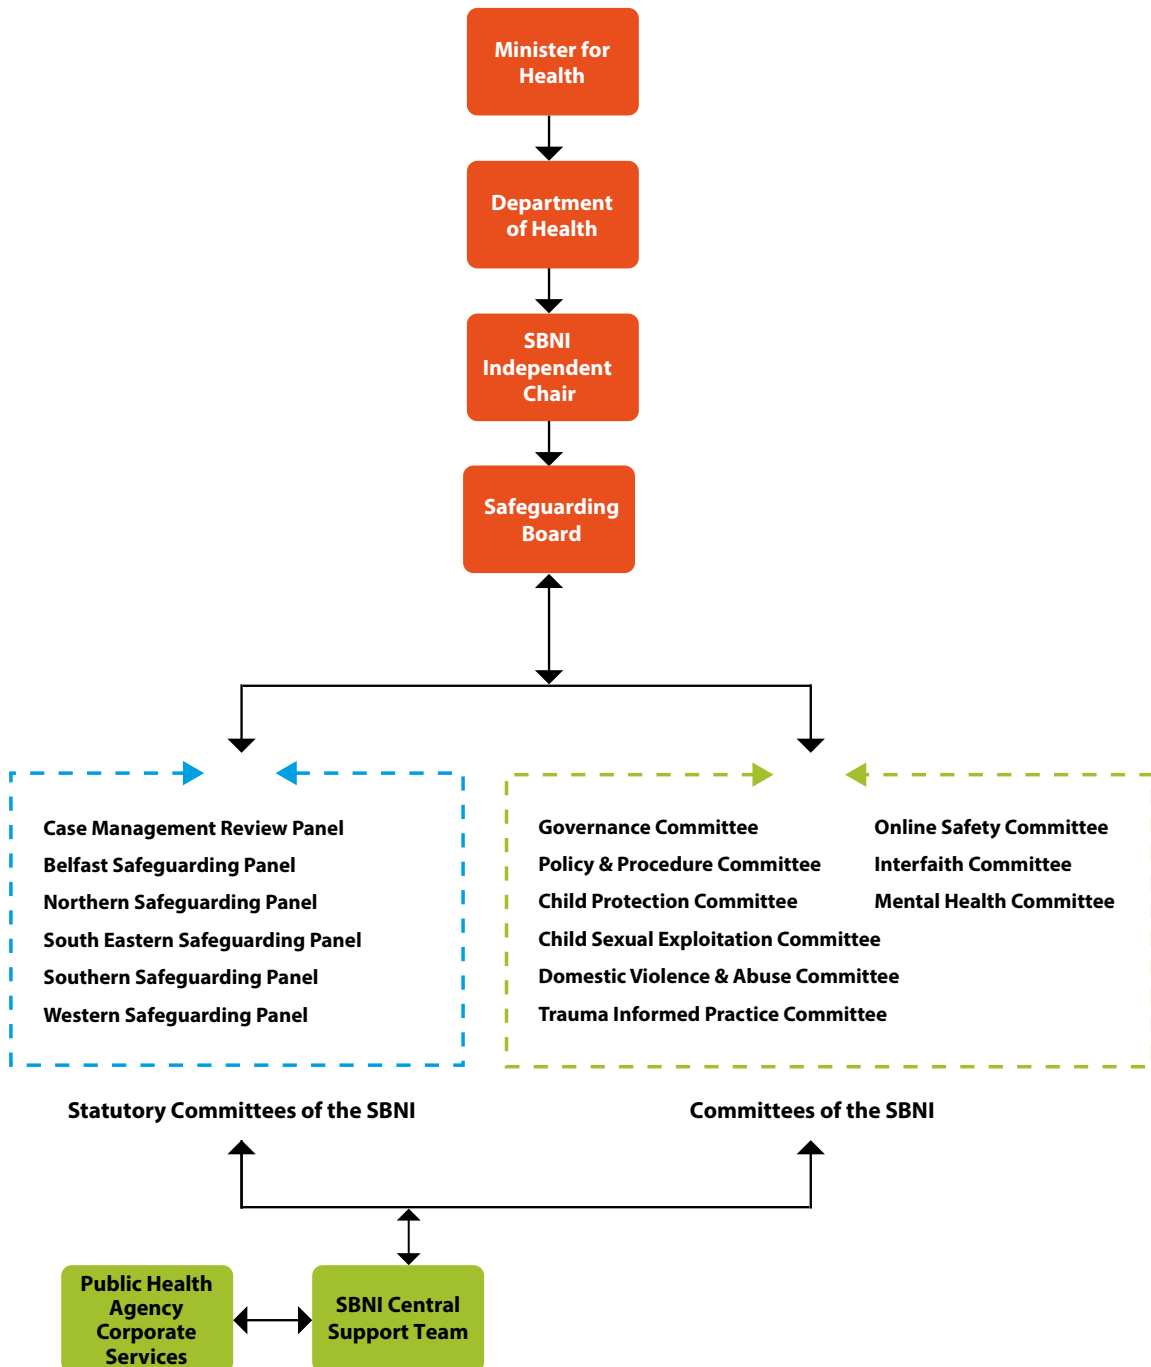 Minister for
Health
Department
of Health
SBNI
Independent
Chair
Safeguarding
Board
Case Management Review Panel
Belfast Safeguarding Panel
Northern Safeguarding Panel
South Eastern Safeguarding Panel
Southern Safeguarding Panel
Western Safeguarding Panel
Governance Committee
Policy & Procedure Committee
Child Protection Committee
Child Sexual Exploitation Committee
Domestic Violence & Abuse Committee
Trauma Informed Practice Committee
Online Safety Committee
Interfaith Committee
Mental Health Committee
Statutory Committees of the SBNI
Committees of the SBNI
Public Health
Agency
Corporate
Services
SBNI Central
Support Team